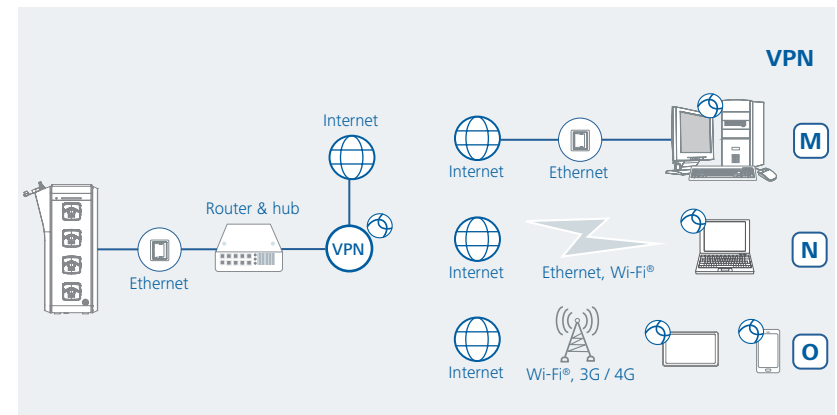 VPN
Internet
Router & hub
VPN
Ethernet
Internet
Ethernet
M
Internet
Ethernet, Wi-Fi®
N
Internet
Wi-Fi®, 3G / 4G
O